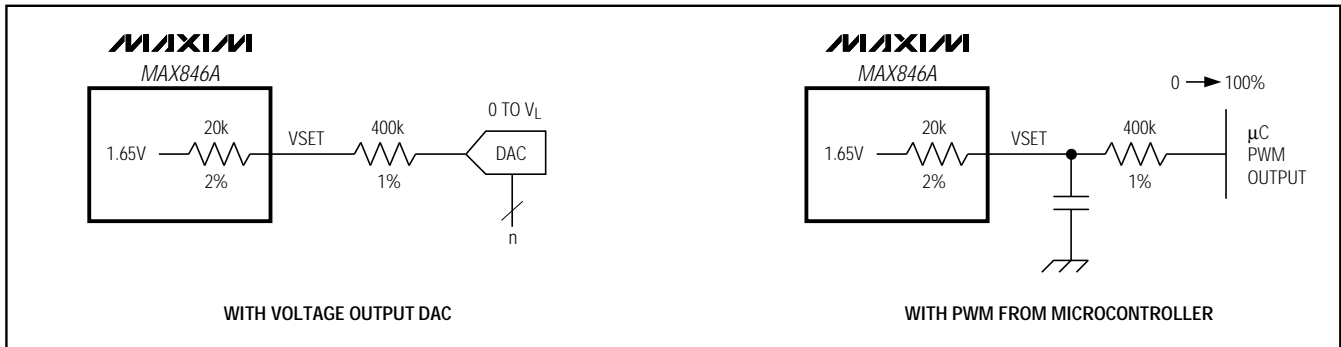 MAXIM
MAX846A
1.65V
20k
2%
VSET
400k
1%
0 TO VL
DAC
n
WITH VOLTAGE OUTPUT DAC
MAXIM
MAX846A
1.65V
20k
2%
VSET
400k
1%
0 → 100%
μC
PWM
OUTPUT
WITH PWM FROM MICROCONTROLLER